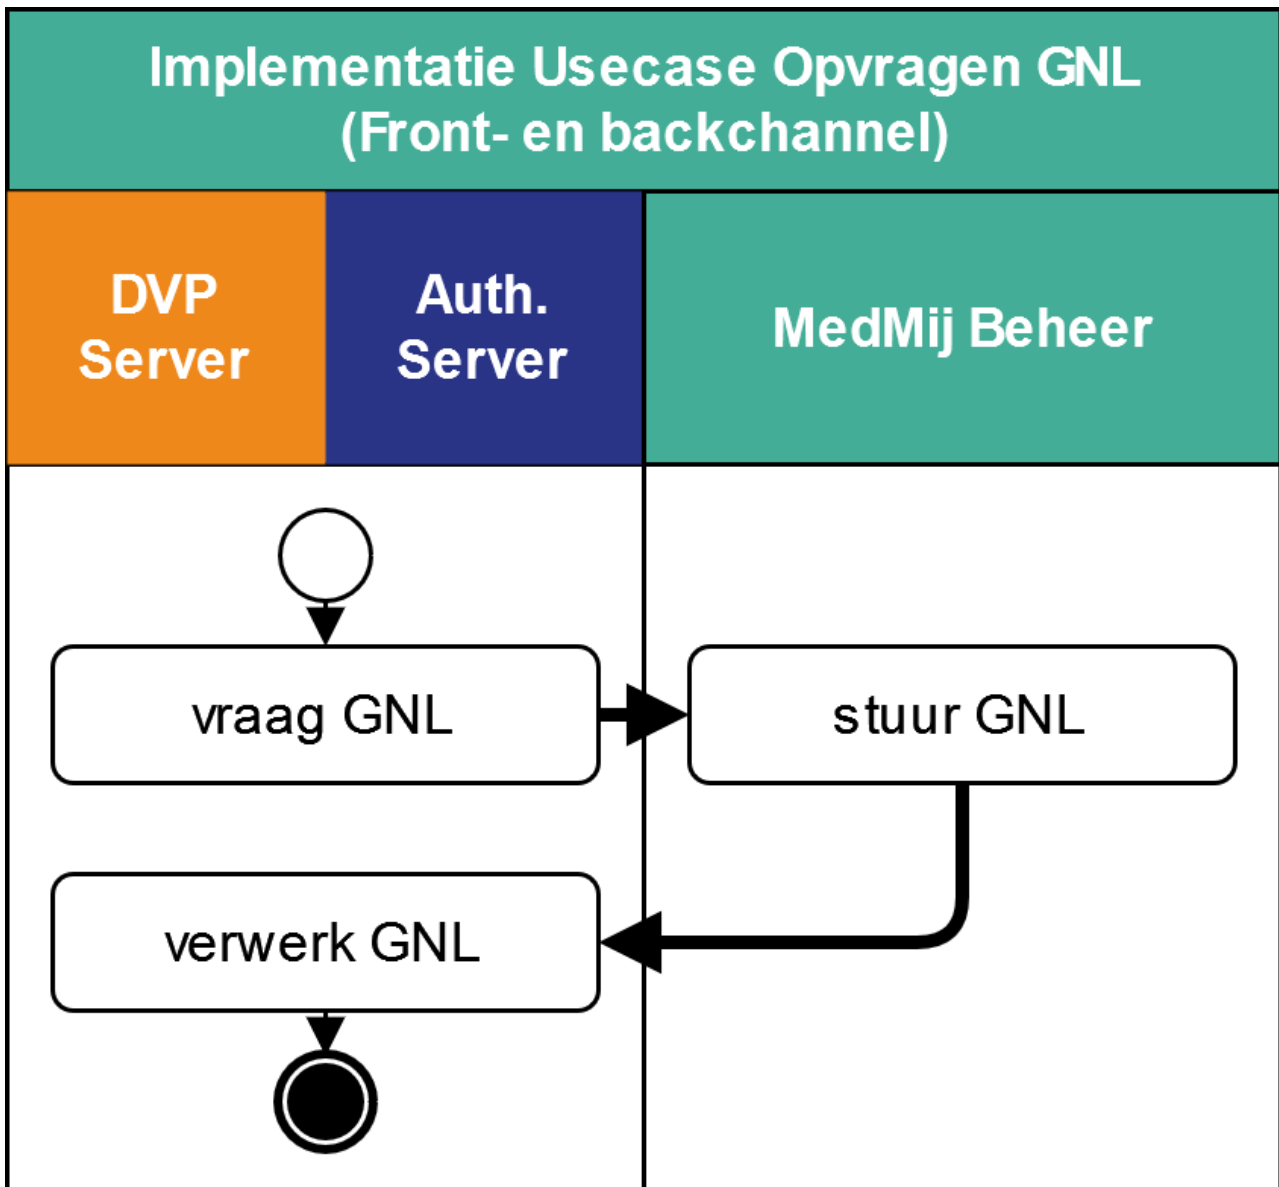 Implementatie Usecase Opvragen GNL
(Front- en backchannel)
DVP
Server
Auth.
Server
MedMij Beheer
vraag GNL
stuur GNL
verwerk GNL